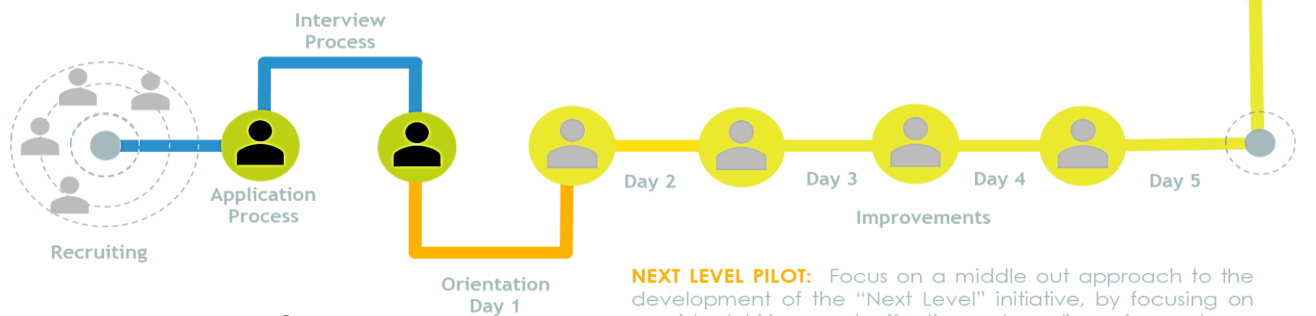 Interview
Process
Application
Process
Recruiting
Orientation
Day 1
Day 2
Day 3
Day 4
Day 5
Improvements
NEXT LEVEL PILOT: Focus on a middle out approach to the
development of the “Next Level” initiative, by focusing on